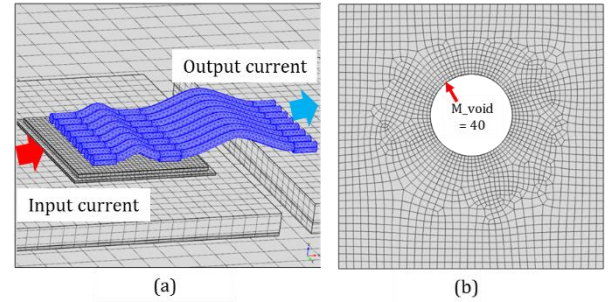 Output current
Input current
M_void
= 40
(a)
(b)